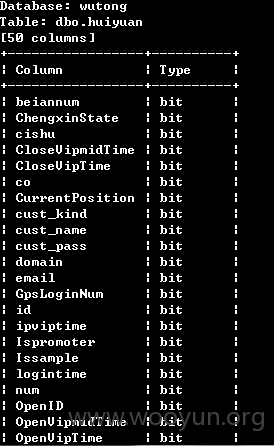 Database: wutong
Table: dbo.huiyuan
[50 columns]
+------------------+---------+
| Column | Type |
+------------------+---------+
| beiannum | bit |
| ChengxinState | bit |
| cishu | bit |
| CloseVipmidTime | bit |
| CloseVipTime | bit |
| co | bit |
| CurrentPosition | bit |
| cust_kind | bit |
| cust_name | bit |
| cust_pass | bit |
| domain | bit |
| email | bit |
| GpsLoginNum | bit |
| id | bit |
| ipviptime | bit |
| Ispromoter | bit |
| Issample | bit |
| logintime | bit |
| num | bit |
| OpenID | bit |
| OpenVipmidTime | bit |
| OpenVipTime | bit |
www.wooyun.org